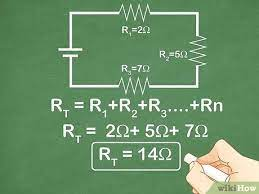 R1=2Ω
R2=5Ω
R3=7Ω
RT = R1+R2+R3....+Rn
RT = 2Ω+ 5Ω+ 7Ω
RT = 14Ω
wikiHow